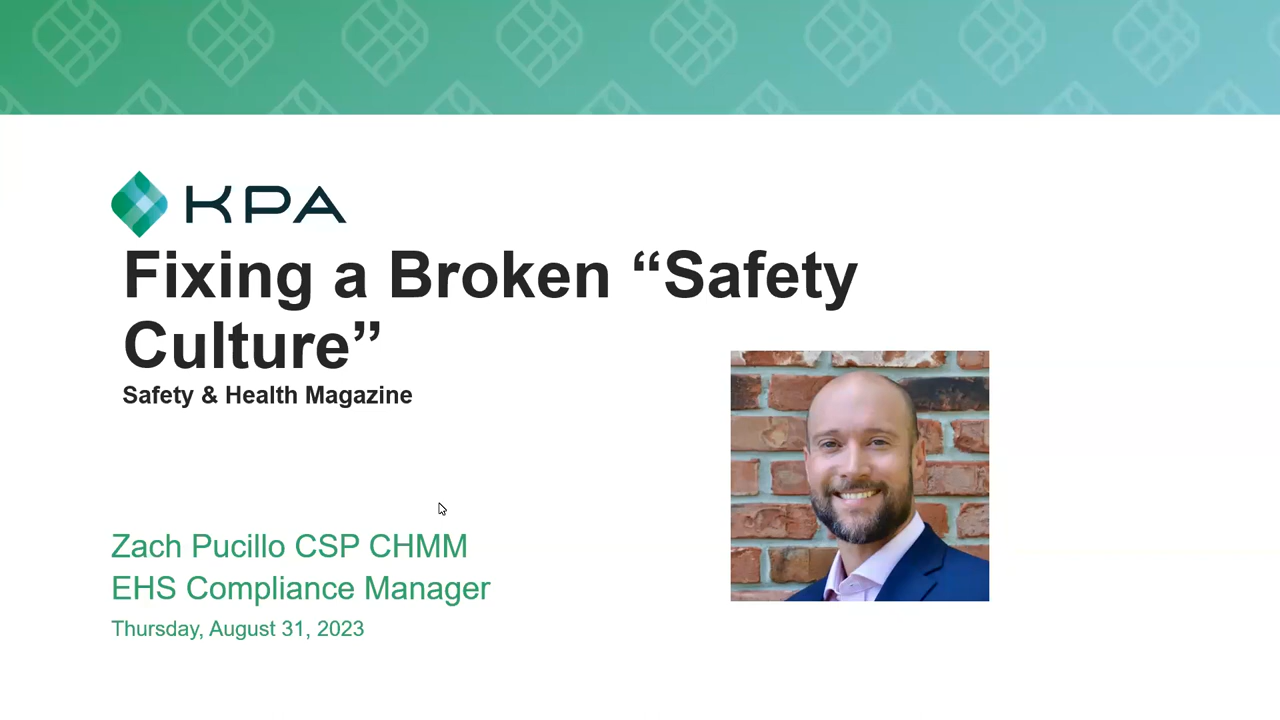 KPA
Fixing a Broken “Safety
Culture”
Safety & Health Magazine
Zach Pucillo CSP CHMM
EHS Compliance Manager
Thursday, August 31, 2023